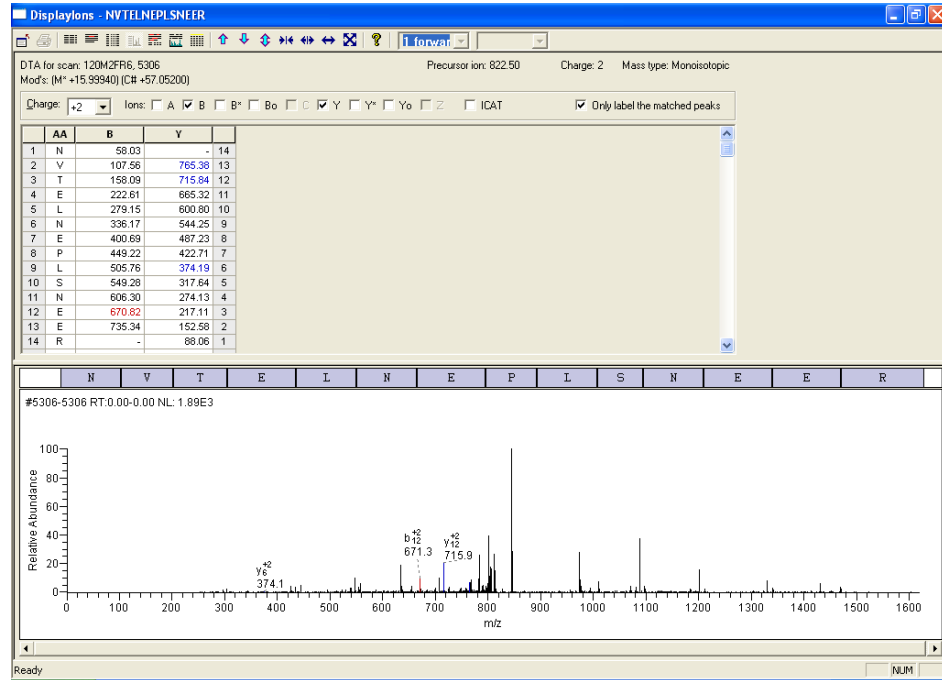 DisplayIons - NVTELNEPLSNEER
1 forwar
DTA for scan: 120M2FR6, 5306 Precursor ion: 822.50 Charge: 2 Mass type: Monoisotopic
Mod's: (M* +15.99940) (C# +57.05200)
Charge: +2 Ions: A B B* Bo C Y Y* Yo Z ICAT Only label the matched peaks
AA B Y
1 N 58.03 - 14
2 V 107.56 765.38 13
3 T 158.09 715.84 12
4 E 222.61 665.32 11
5 L 279.15 600.80 10
6 N 336.17 544.25 9
7 E 400.69 487.23 8
8 P 449.22 422.71 7
9 L 505.76 374.19 6
10 S 549.28 317.64 5
11 N 606.30 274.13 4
12 E 670.82 217.11 3
13 E 735.34 152.58 2
14 R - 88.06 1
N V T E L N E P L S N E E R
#5306-5306 RT:0.00-0.00 NL: 1.89E3
Relative Abundance
100
80
60
40
20
0
b12+2
671.3
y12+2
715.9
y6+2
374.1
0 100 200 300 400 500 600 700 800 900 1000 1100 1200 1300 1400 1500 1600
m/z
Ready NUM